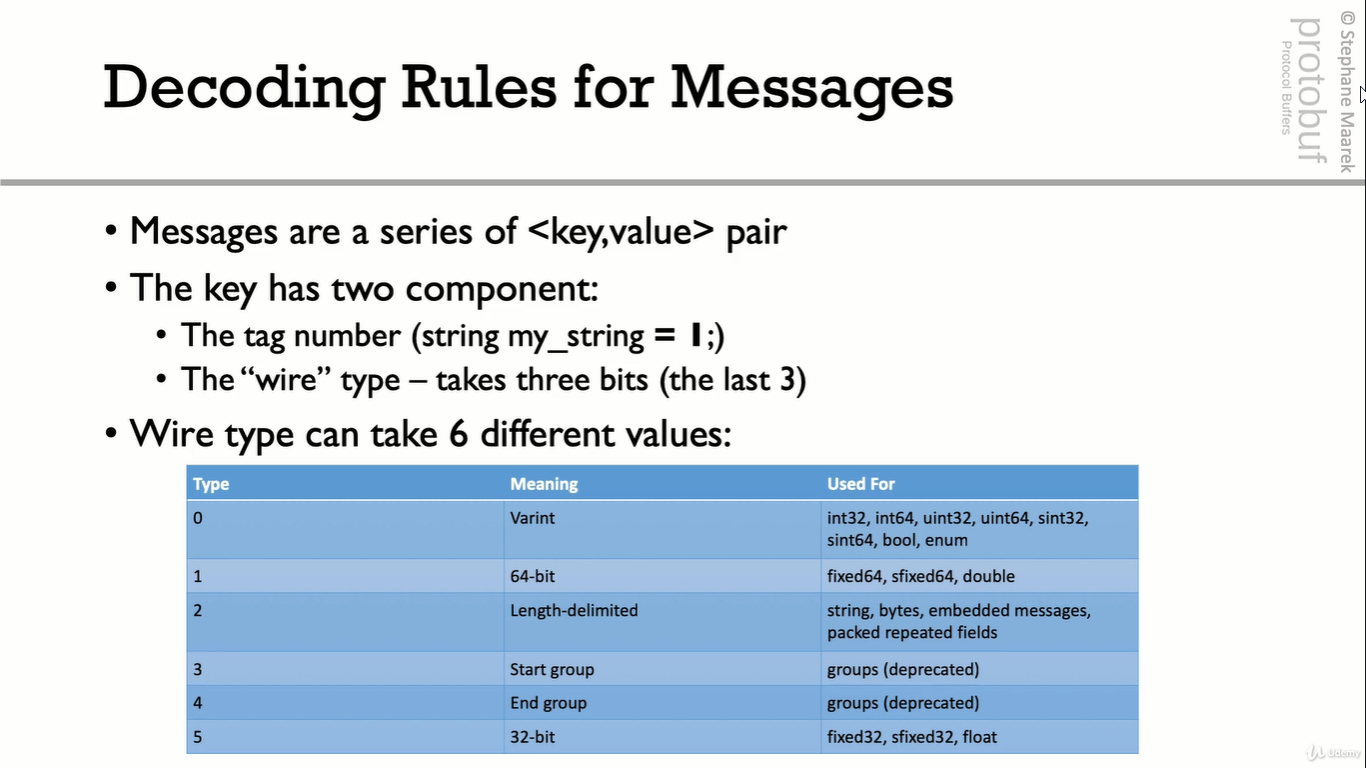 Decoding Rules for Messages
© Stephane Maarek
protobuf
Protocol Buffers
• Messages are a series of <key,value> pair
• The key has two component:
• The tag number (string my_string = 1;)
• The “wire” type – takes three bits (the last 3)
• Wire type can take 6 different values:
Type Meaning Used For
0 Varint int32, int64, uint32, uint64, sint32,
sint64, bool, enum
1 64-bit fixed64, sfixed64, double
2 Length-delimited string, bytes, embedded messages,
packed repeated fields
3 Start group groups (deprecated)
4 End group groups (deprecated)
5 32-bit fixed32, sfixed32, float
Udemy